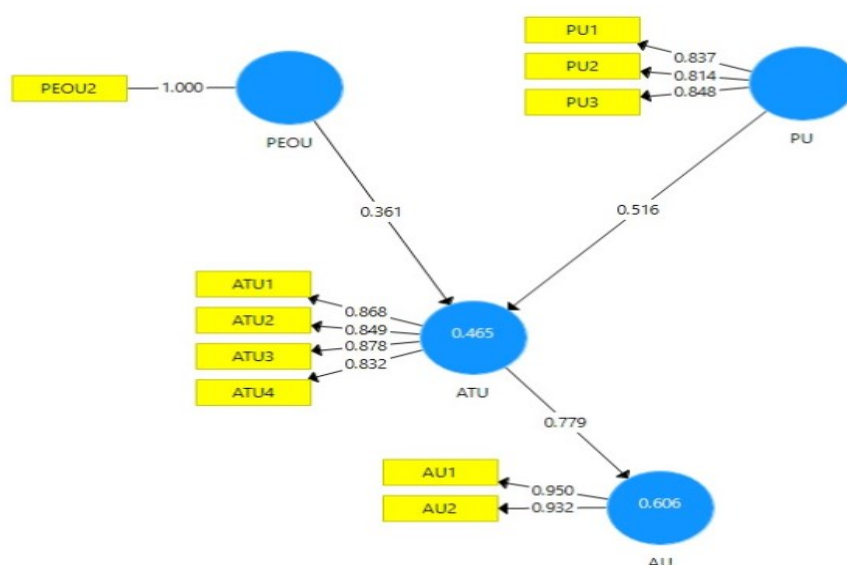 PU1
0.837
PU2
0.814
PU3
0.848
PU
PEOU2
1.000
PEOU
0.361
0.516
ATU1
0.868
ATU2
0.849
ATU3
0.878
ATU4
0.832
0.465
ATU
0.779
AU1
0.950
AU2
0.932
0.606
AU